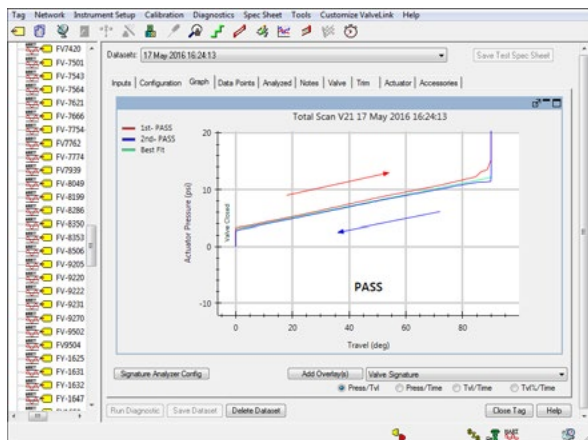 Tag Network Instrument Setup Calibration Diagnostics Spec Sheet Tools Customize ValveLink Help
FV7420
FV-7501
FV-7543
FV-7564
FV-7621
FV-7666
FV-7754
FV7762
FV-7774
FV7939
FV-8049
FV-8199
FV-8286
FV-8350
FV-8353
FV-8506
FV-9205
FV-9220
FV-9222
FV-9231
FV-9270
FV-9502
FV9504
FY-1625
FY-1631
FY-1632
FY-1647
Datasets: 17 May 2016 16:24:13
Save Test Spec Sheet
Inputs Configuration Graph Data Points Analyzed Notes Valve Trim Actuator Accessories
Total Scan V21 17 May 2016 16:24:13
1st- PASS
2nd- PASS
Best Fit
Actuator Pressure (psi)
20
10
0
-10
Valve Closed
PASS
0 20 40 60 80
Travel (deg)
Signature Analyzer Config
Add Overlay(s)
Valve Signature
Press/Tvl Press/Time Tvl/Time Tvl%/Time
Run Diagnostic Save Dataset Delete Dataset Close Tag Help